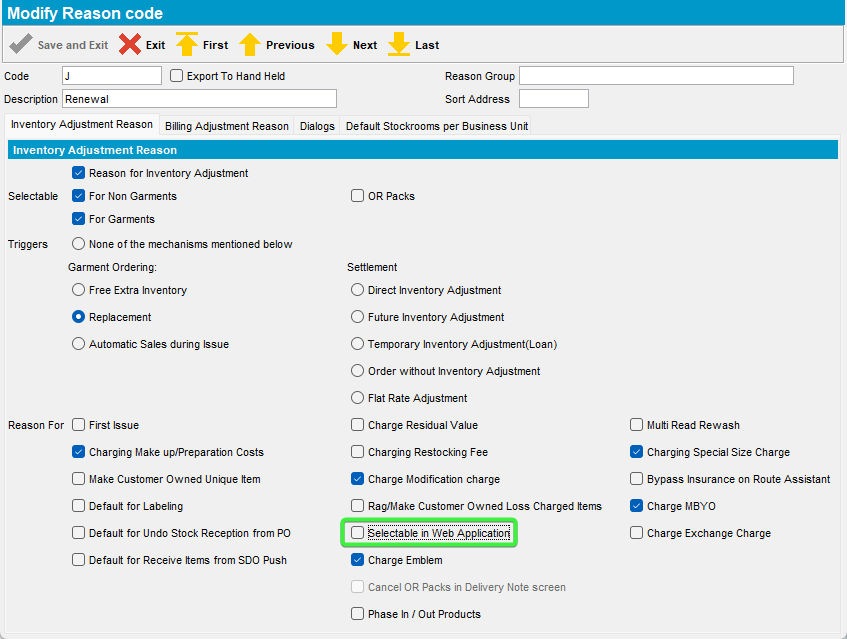 Modify Reason code
Save and Exit Exit First Previous Next Last
Code J Export To Hand Held Reason Group
Description Renewal Sort Address
Inventory Adjustment Reason Billing Adjustment Reason Dialogs Default Stockrooms per Business Unit
Inventory Adjustment Reason
Reason for Inventory Adjustment
Selectable For Non Garments OR Packs
For Garments
Triggers None of the mechanisms mentioned below
Garment Ordering: Settlement
Free Extra Inventory Direct Inventory Adjustment
Replacement Future Inventory Adjustment
Automatic Sales during Issue Temporary Inventory Adjustment(Loan)
Order without Inventory Adjustment
Flat Rate Adjustment
Reason For First Issue Charge Residual Value Multi Read Rewash
Charging Make up/Preparation Costs Charging Restocking Fee Charging Special Size Charge
Make Customer Owned Unique Item Charge Modification charge Bypass Insurance on Route Assistant
Default for Labeling Rag/Make Customer Owned Loss Charged Items Charge MBYO
Default for Undo Stock Reception from PO Selectable in Web Application Charge Exchange Charge
Default for Receive Items from SDO Push Charge Emblem
Cancel OR Packs in Delivery Note screen
Phase In / Out Products